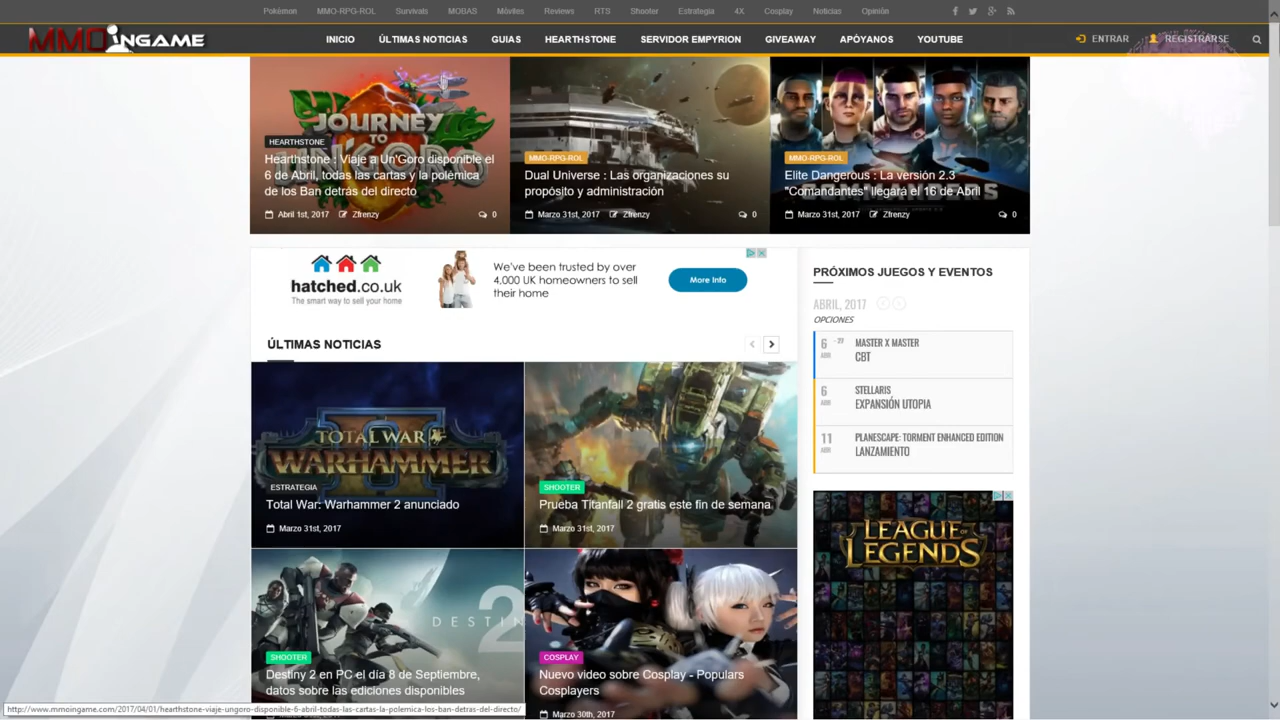 Pokémon MMO-RPG-ROL Survivals MOBAS Móviles Reviews RTS Shooter Estrategia 4X Cosplay Noticias Opinión
MMOINGAME INICIO ÚLTIMAS NOTICIAS GUIAS HEARTHSTONE SERVIDOR EMPYRION GIVEAWAY APÓYANOS YOUTUBE ENTRAR REGISTRARSE
JOURNEY
TO
UN'GORO
HEARTHSTONE
Hearthstone : Viaje a Un'Goro disponible el
6 de Abril, todas las cartas y la polémica
de los Ban detrás del directo
Abril 1st, 2017 Zfrenzy 0
MMO-RPG-ROL
Dual Universe : Las organizaciones su
propósito y administración
Marzo 31st, 2017 Zfrenzy 0
MMO-RPG-ROL
Elite Dangerous : La versión 2.3
"Comandantes" llegará el 16 de Abril
COMMANDERS
Marzo 31st, 2017 Zfrenzy 0
hatched.co.uk
The smart way to sell your home
We've been trusted by over
4,000 UK homeowners to sell
their home
More Info
ÚLTIMAS NOTICIAS
TOTAL WAR
WARHAMMER
II
ESTRATEGIA
Total War: Warhammer 2 anunciado
Marzo 31st, 2017
SHOOTER
Prueba Titanfall 2 gratis este fin de semana
Marzo 31st, 2017
DESTIN
2
SHOOTER
Destiny 2 en PC el día 8 de Septiembre,
datos sobre las ediciones disponibles
COSPLAY
Nuevo video sobre Cosplay - Populars
Cosplayers
Marzo 30th, 2017
PRÓXIMOS JUEGOS Y EVENTOS
ABRIL, 2017
OPCIONES
6 - 27 MASTER X MASTER
ABR CBT
6 STELLARIS
ABR EXPANSIÓN UTOPIA
11 PLANESCAPE: TORMENT ENHANCED EDITION
ABR LANZAMIENTO
LEAGUE
OF
LEGENDS
http://www.mmoingame.com/2017/04/01/hearthstone-viaje-ungoro-disponible-6-abril-todas-las-cartas-la-polemica-los-ban-detras-del-directo/